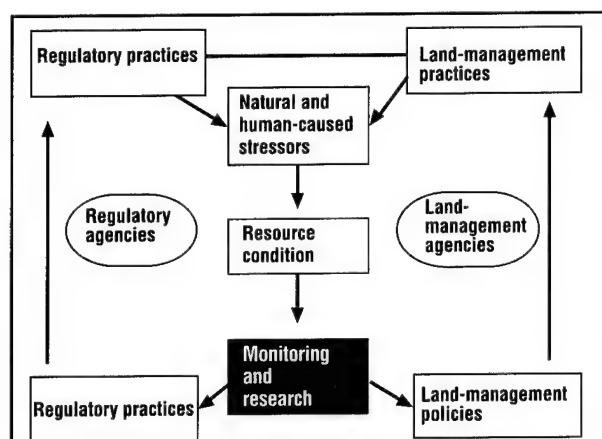 Regulatory practices
Land-management
practices
Natural and
human-caused
stressors
Regulatory
agencies
Resource
condition
Land-
management
agencies
Monitoring
and
research
Regulatory practices
Land-management
policies